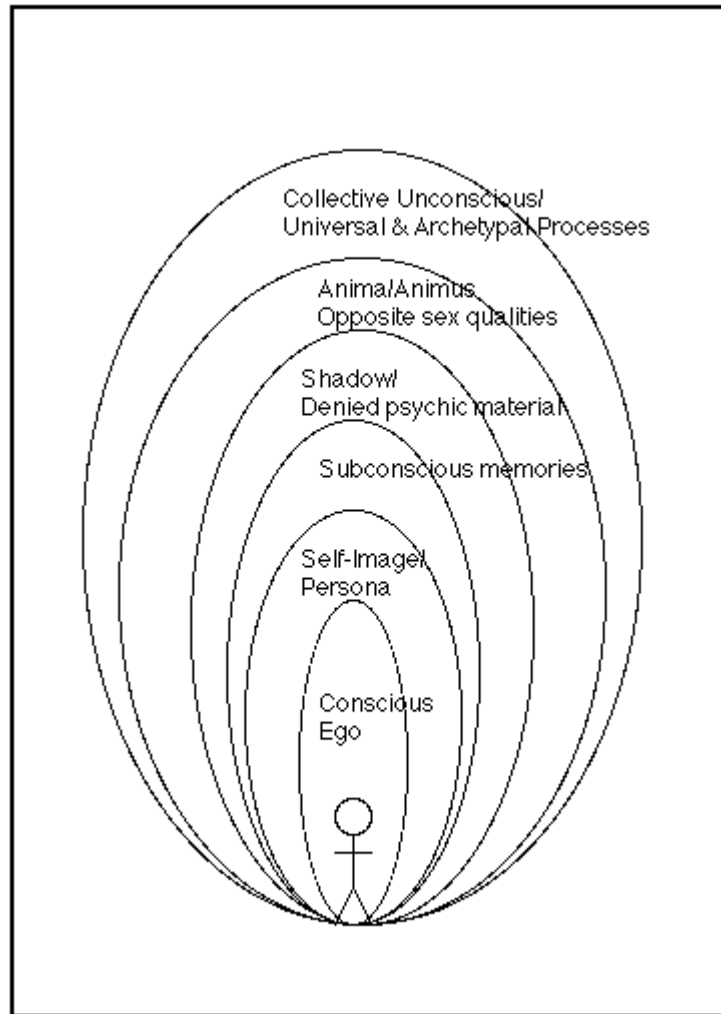 Collective Unconscious/
Universal & Archetypal Processes
Anima/Animus
Opposite sex qualities
Shadow/
Denied psychic material
Subconscious memories
Self-Image/
Persona
Conscious
Ego